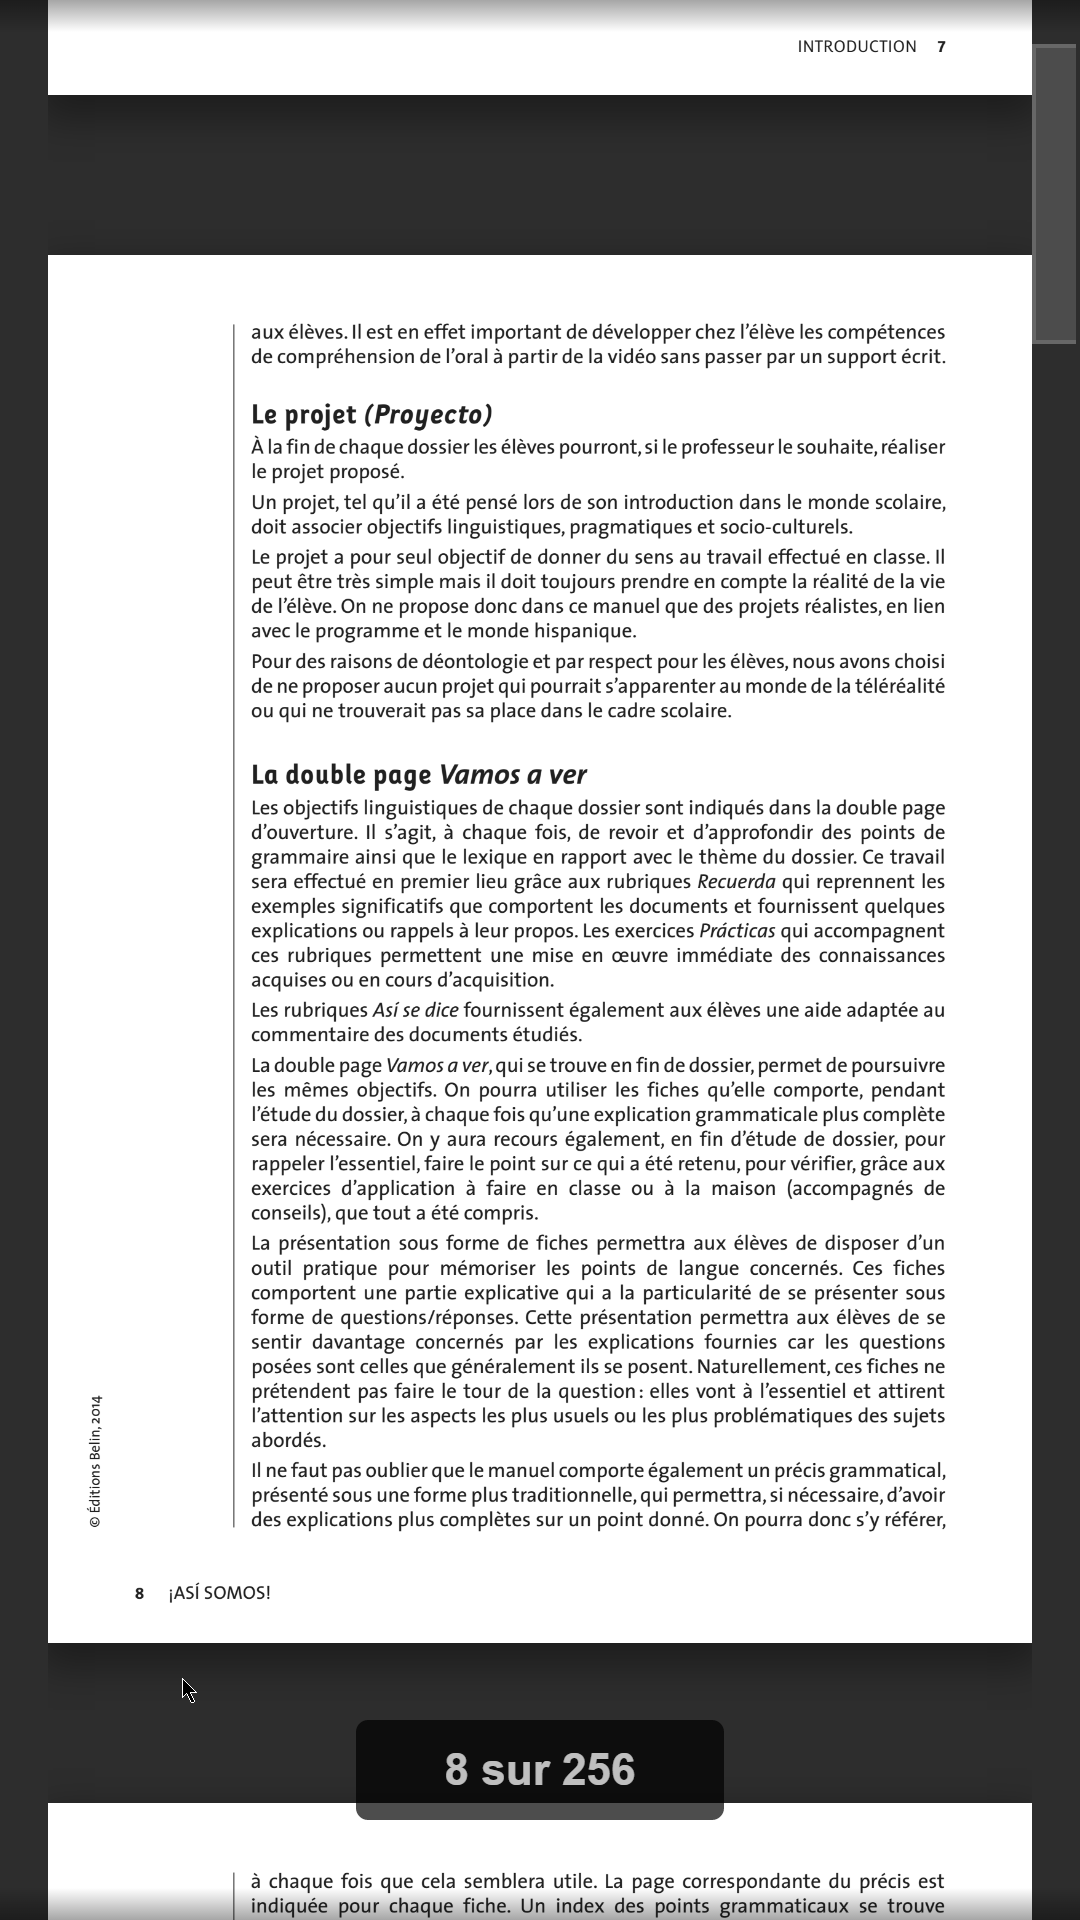 INTRODUCTION 7
aux élèves. Il est en effet important de développer chez l’élève les compétences
de compréhension de l’oral à partir de la vidéo sans passer par un support écrit.
Le projet (Proyecto)
À la fin de chaque dossier les élèves pourront, si le professeur le souhaite, réaliser
le projet proposé.
Un projet, tel qu’il a été pensé lors de son introduction dans le monde scolaire,
doit associer objectifs linguistiques, pragmatiques et socio-culturels.
Le projet a pour seul objectif de donner du sens au travail effectué en classe. Il
peut être très simple mais il doit toujours prendre en compte la réalité de la vie
de l’élève. On ne propose donc dans ce manuel que des projets réalistes, en lien
avec le programme et le monde hispanique.
Pour des raisons de déontologie et par respect pour les élèves, nous avons choisi
de ne proposer aucun projet qui pourrait s’apparenter au monde de la téléréalité
ou qui ne trouverait pas sa place dans le cadre scolaire.
La double page Vamos a ver
Les objectifs linguistiques de chaque dossier sont indiqués dans la double page
d’ouverture. Il s’agit, à chaque fois, de revoir et d’approfondir des points de
grammaire ainsi que le lexique en rapport avec le thème du dossier. Ce travail
sera effectué en premier lieu grâce aux rubriques Recuerda qui reprennent les
exemples significatifs que comportent les documents et fournissent quelques
explications ou rappels à leur propos. Les exercices Prácticas qui accompagnent
ces rubriques permettent une mise en œuvre immédiate des connaissances
acquises ou en cours d’acquisition.
Les rubriques Así se dice fournissent également aux élèves une aide adaptée au
commentaire des documents étudiés.
La double page Vamos a ver, qui se trouve en fin de dossier, permet de poursuivre
les mêmes objectifs. On pourra utiliser les fiches qu’elle comporte, pendant
l’étude du dossier, à chaque fois qu’une explication grammaticale plus complète
sera nécessaire. On y aura recours également, en fin d’étude de dossier, pour
rappeler l’essentiel, faire le point sur ce qui a été retenu, pour vérifier, grâce aux
exercices d’application à faire en classe ou à la maison (accompagnés de
conseils), que tout a été compris.
La présentation sous forme de fiches permettra aux élèves de disposer d’un
outil pratique pour mémoriser les points de langue concernés. Ces fiches
comportent une partie explicative qui a la particularité de se présenter sous
forme de questions/réponses. Cette présentation permettra aux élèves de se
sentir davantage concernés par les explications fournies car les questions
posées sont celles que généralement ils se posent. Naturellement, ces fiches ne
prétendent pas faire le tour de la question : elles vont à l’essentiel et attirent
l’attention sur les aspects les plus usuels ou les plus problématiques des sujets
abordés.
Il ne faut pas oublier que le manuel comporte également un précis grammatical,
présenté sous une forme plus traditionnelle, qui permettra, si nécessaire, d’avoir
des explications plus complètes sur un point donné. On pourra donc s’y référer,
© Éditions Belin, 2014
8 ¡ASÍ SOMOS!
8 sur 256
à chaque fois que cela semblera utile. La page correspondante du précis est
indiquée pour chaque fiche. Un index des points grammaticaux se trouve